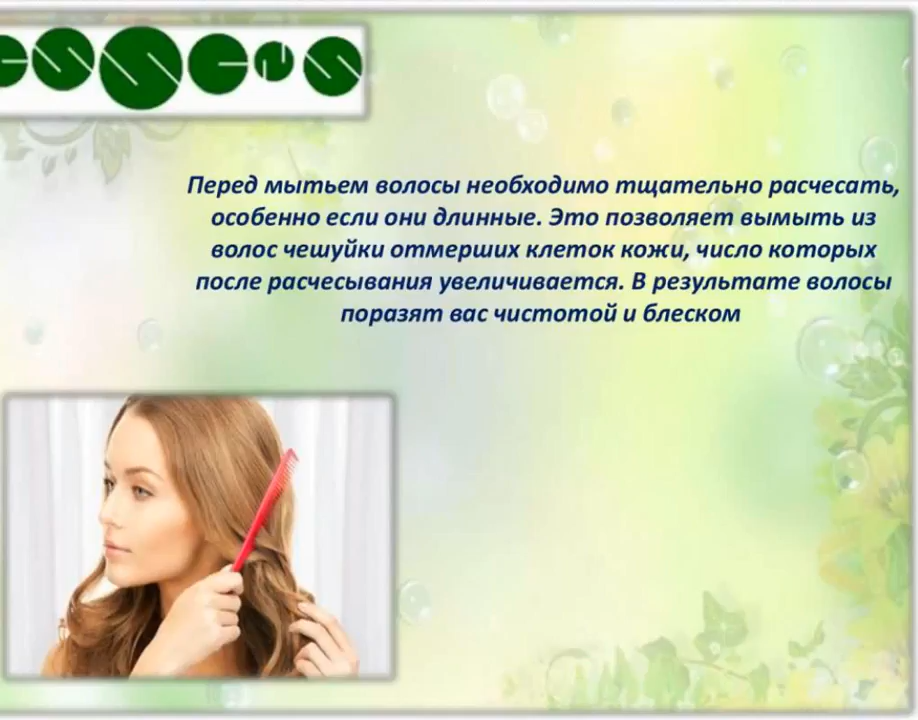 essens
Перед мытьем волосы необходимо тщательно расчесать,
особенно если они длинные. Это позволяет вымыть из
волос чешуйки отмерших клеток кожи, число которых
после расчесывания увеличивается. В результате волосы
поразят вас чистотой и блеском